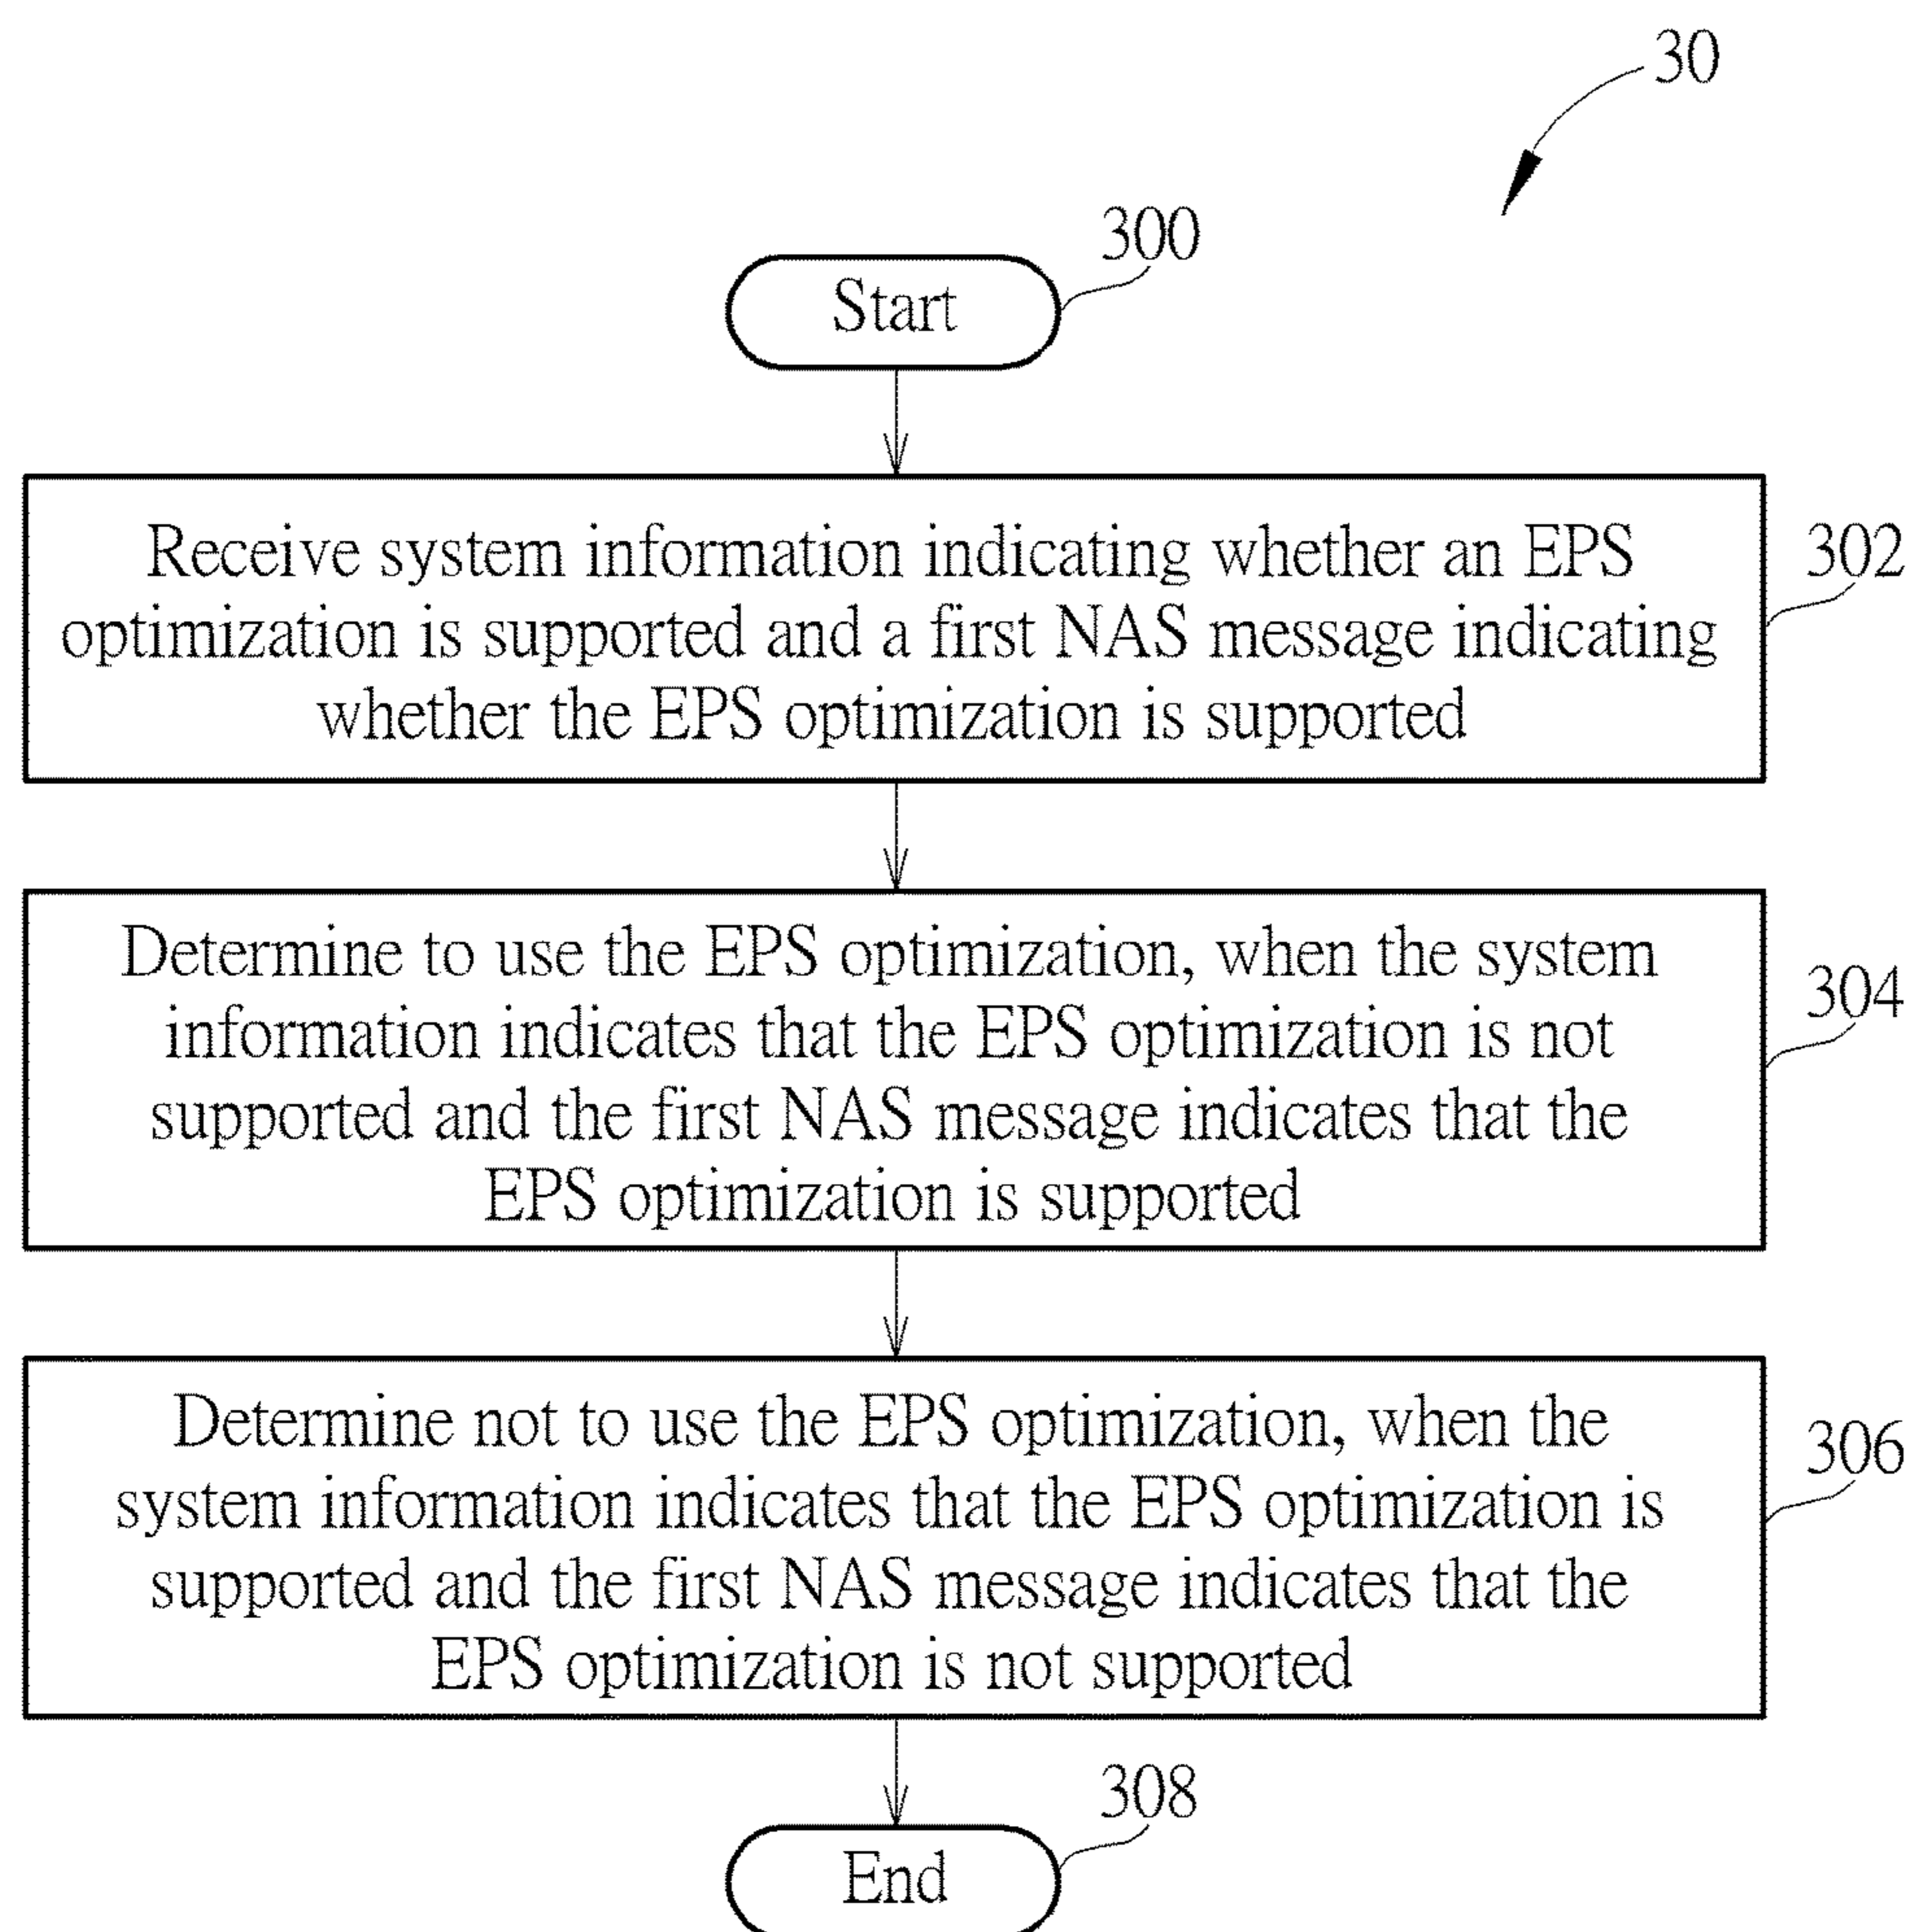 30
300
Start
Receive system information indicating whether an EPS
optimization is supported and a first NAS message indicating
whether the EPS optimization is supported
302
Determine to use the EPS optimization, when the system
information indicates that the EPS optimization is not
supported and the first NAS message indicates that the
EPS optimization is supported
304
Determine not to use the EPS optimization, when the
system information indicates that the EPS optimization is
supported and the first NAS message indicates that the
EPS optimization is not supported
306
308
End